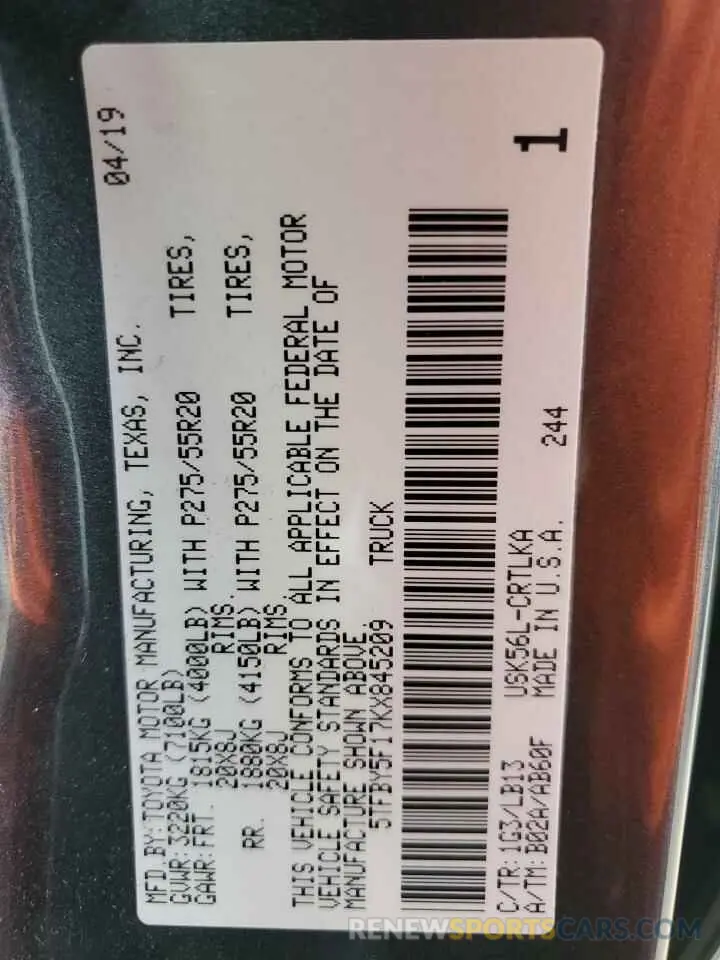 MFD.BY:TOYOTA MOTOR MANUFACTURING, TEXAS, INC. 04/19
GVWR:3220KG (7100LB)
GAWR:FRT. 1815KG (4000LB) WITH P275/55R20 TIRES,
20X8J RIMS.
RR. 1880KG (4150LB) WITH P275/55R20 TIRES,
20X8J RIMS
THIS VEHICLE CONFORMS TO ALL APPLICABLE FEDERAL MOTOR
VEHICLE SAFETY STANDARDS IN EFFECT ON THE DATE OF
MANUFACTURE SHOWN ABOVE.
5TFBY5F17KX845209 TRUCK
1
C/TR:1G3/LB13 USK56L-CRTLKA 244
A/TM:B02A/AB60F MADE IN U.S.A.
RENEWSPORTSCARS.COM